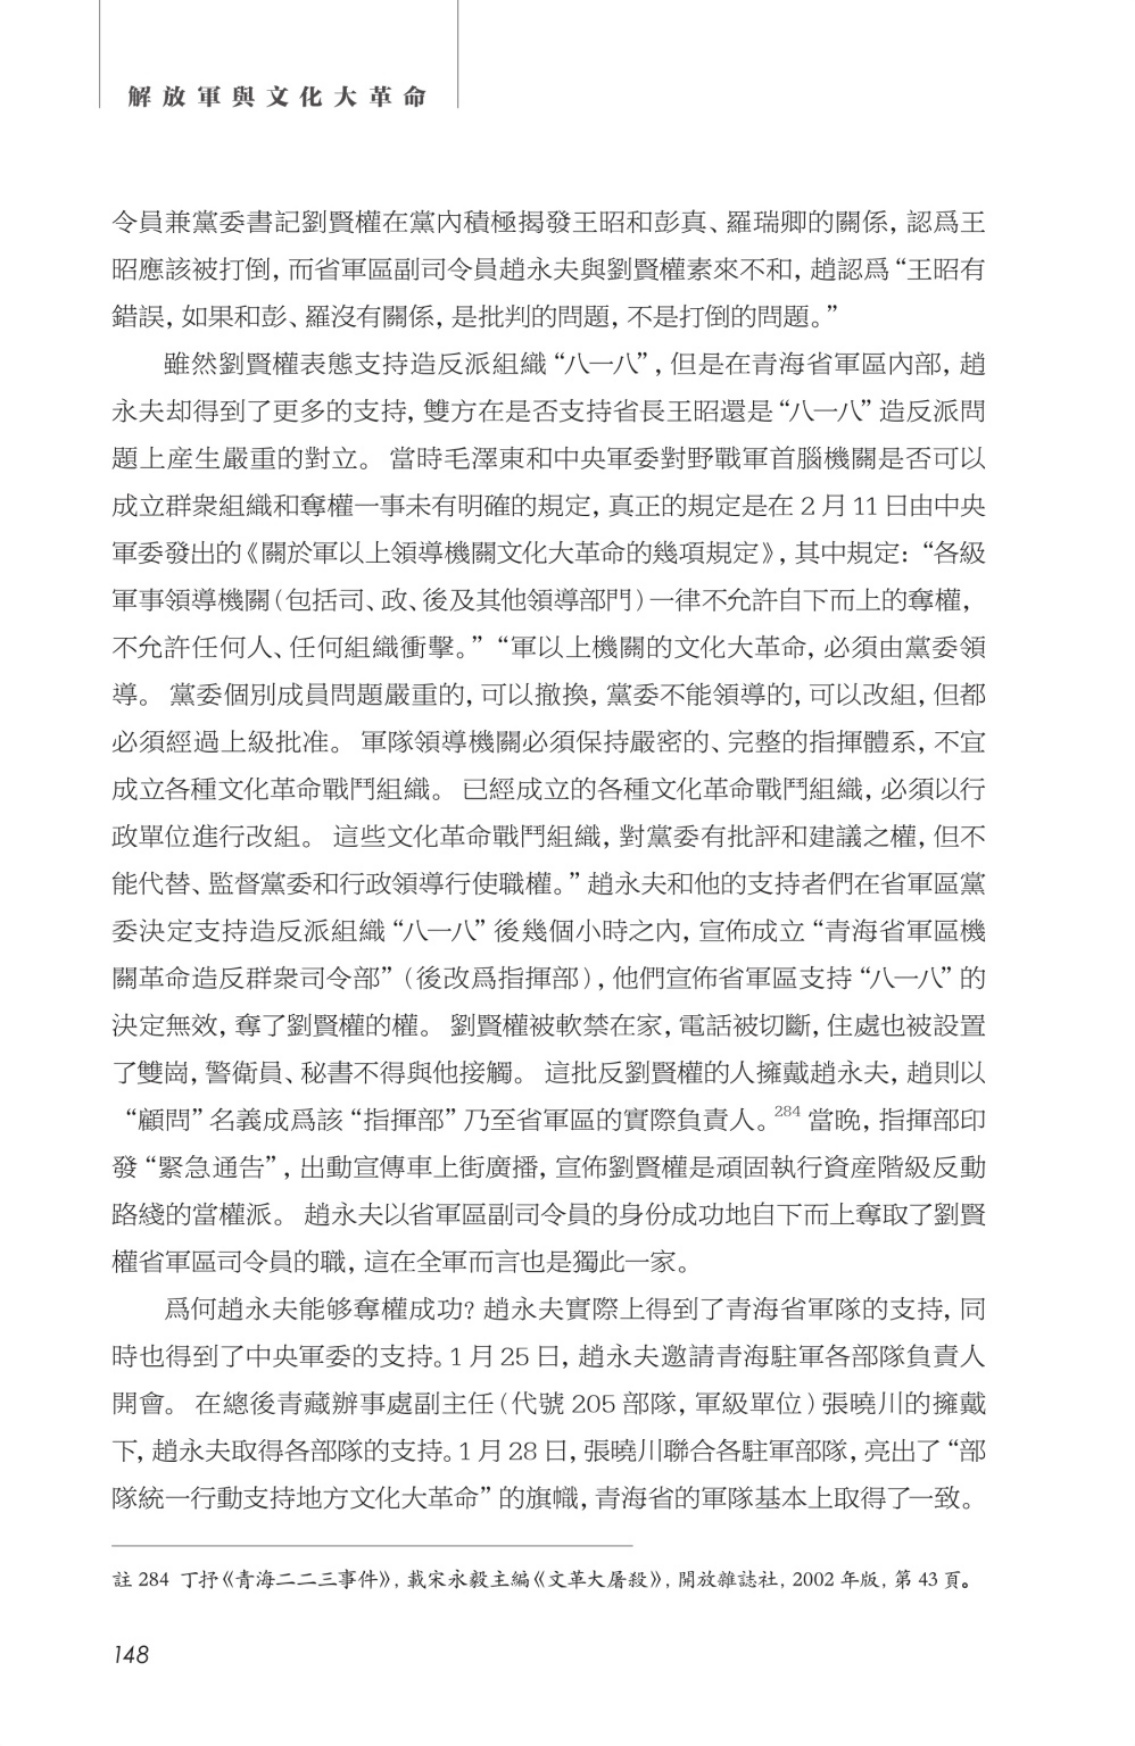 解放軍與文化大革命
令員兼黨委書記劉賢權在黨內積極揭發王昭和彭真、羅瑞卿的關係，認爲王
昭應該被打倒，而省軍區副司令員趙永夫與劉賢權素來不和，趙認爲“王昭有
錯誤，如果和彭、羅沒有關係，是批判的問題，不是打倒的問題。”
雖然劉賢權表態支持造反派組織“八一八”，但是在青海省軍區內部，趙
永夫却得到了更多的支持，雙方在是否支持省長王昭還是“八一八”造反派問
題上産生嚴重的對立。當時毛澤東和中央軍委對野戰軍首腦機關是否可以
成立群衆組織和奪權一事未有明確的規定，真正的規定是在 2 月 11 日由中央
軍委發出的《關於軍以上領導機關文化大革命的幾項規定》，其中規定：“各級
軍事領導機關（包括司、政、後及其他領導部門）一律不允許自下而上的奪權，
不允許任何人、任何組織衝擊。”“軍以上機關的文化大革命，必須由黨委領
導。黨委個別成員問題嚴重的，可以撤換，黨委不能領導的，可以改組，但都
必須經過上級批准。軍隊領導機關必須保持嚴密的、完整的指揮體系，不宜
成立各種文化革命戰鬥組織。已經成立的各種文化革命戰鬥組織，必須以行
政單位進行改組。這些文化革命戰鬥組織，對黨委有批評和建議之權，但不
能代替、監督黨委和行政領導行使職權。”趙永夫和他的支持者們在省軍區黨
委決定支持造反派組織“八一八”後幾個小時之內，宣佈成立“青海省軍區機
關革命造反群衆司令部”（後改爲指揮部），他們宣佈省軍區支持“八一八”的
決定無效，奪了劉賢權的權。劉賢權被軟禁在家，電話被切斷，住處也被設置
了雙崗，警衛員、秘書不得與他接觸。這批反劉賢權的人擁戴趙永夫，趙則以
“顧問”名義成爲該“指揮部”乃至省軍區的實際負責人。284 當晚，指揮部印
發“緊急通告”，出動宣傳車上街廣播，宣佈劉賢權是頑固執行資産階級反動
路綫的當權派。趙永夫以省軍區副司令員的身份成功地自下而上奪取了劉賢
權省軍區司令員的職，這在全軍而言也是獨此一家。
爲何趙永夫能够奪權成功？趙永夫實際上得到了青海省軍隊的支持，同
時也得到了中央軍委的支持。1 月 25 日，趙永夫邀請青海駐軍各部隊負責人
開會。在總後青藏辦事處副主任（代號 205 部隊，軍級單位）張曉川的擁戴
下，趙永夫取得各部隊的支持。1 月 28 日，張曉川聯合各駐軍部隊，亮出了“部
隊統一行動支持地方文化大革命”的旗幟，青海省的軍隊基本上取得了一致。
註 284 丁抒《青海二二三事件》，載宋永毅主編《文革大屠殺》，開放雜誌社，2002 年版，第 43 頁。
148